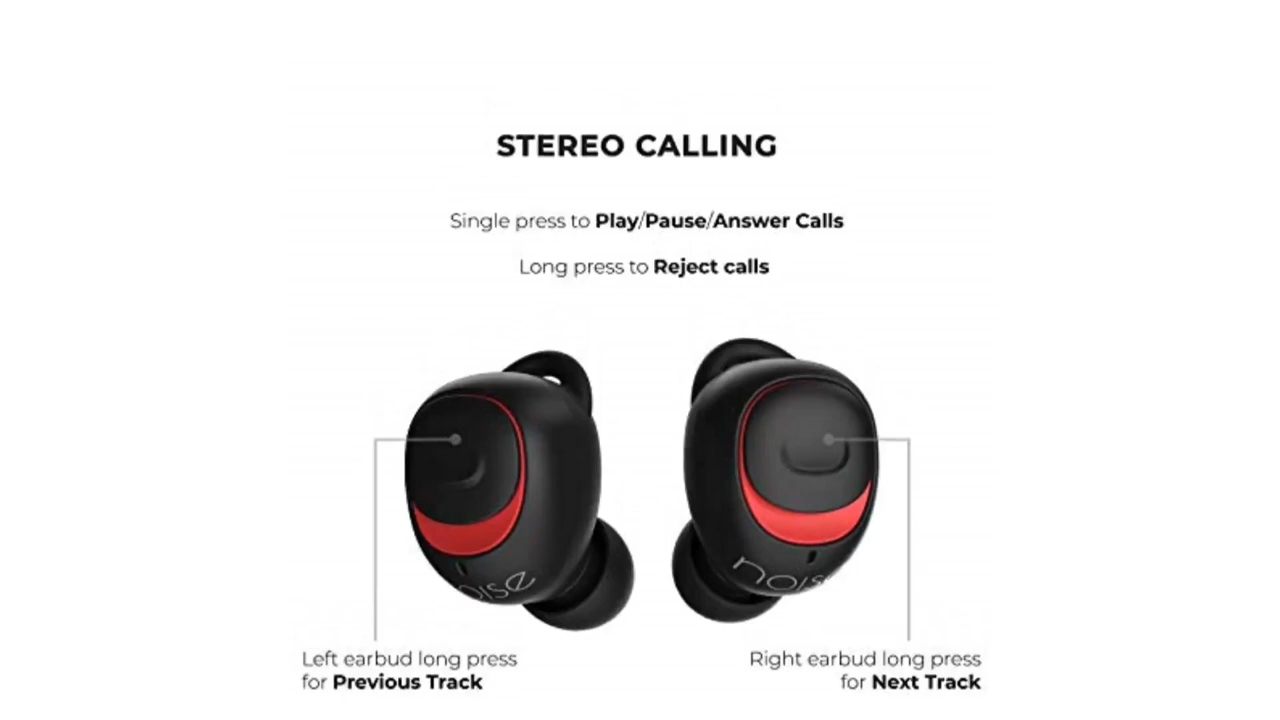 STEREO CALLING
Single press to Play/Pause/Answer Calls
Long press to Reject calls
noise
Left earbud long press
for Previous Track
Right earbud long press
for Next Track